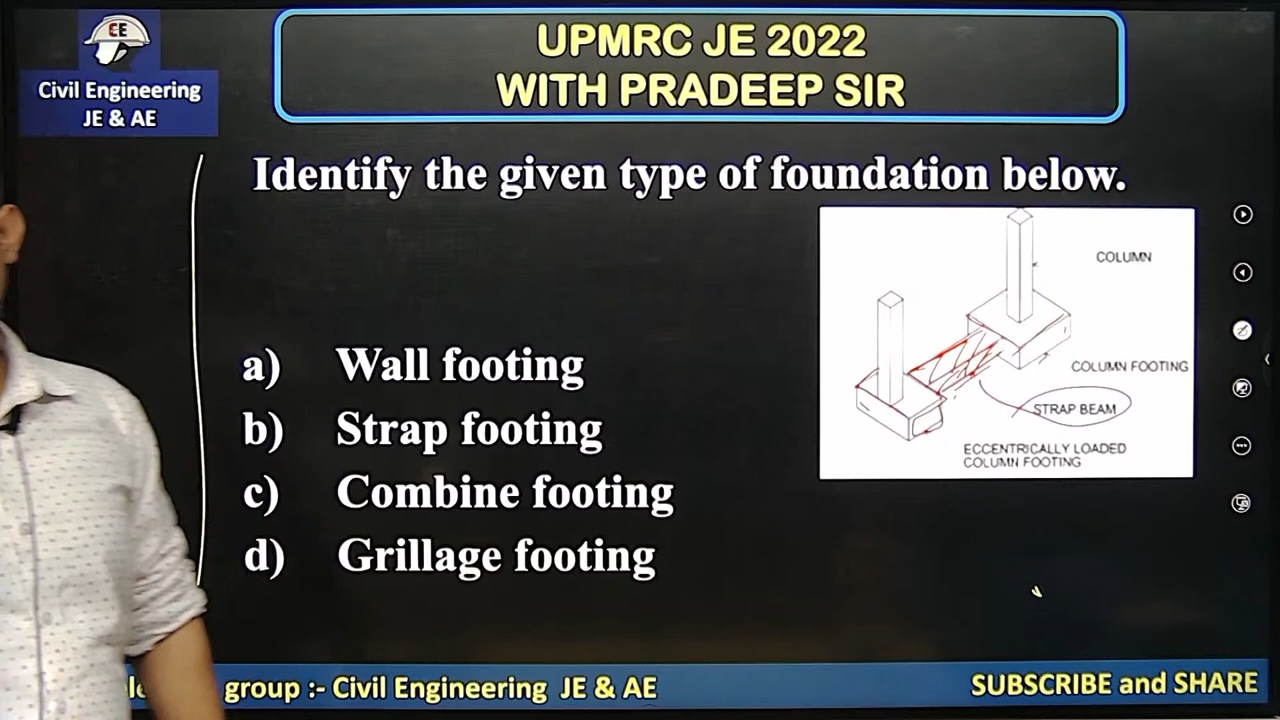 CE
Civil Engineering
JE & AE
UPMRC JE 2022
WITH PRADEEP SIR
Identify the given type of foundation below.
COLUMN
COLUMN FOOTING
STRAP BEAM
ECCENTRICALLY LOADED
COLUMN FOOTING
a) Wall footing
b) Strap footing
c) Combine footing
d) Grillage footing
group :- Civil Engineering JE & AE
SUBSCRIBE and SHARE